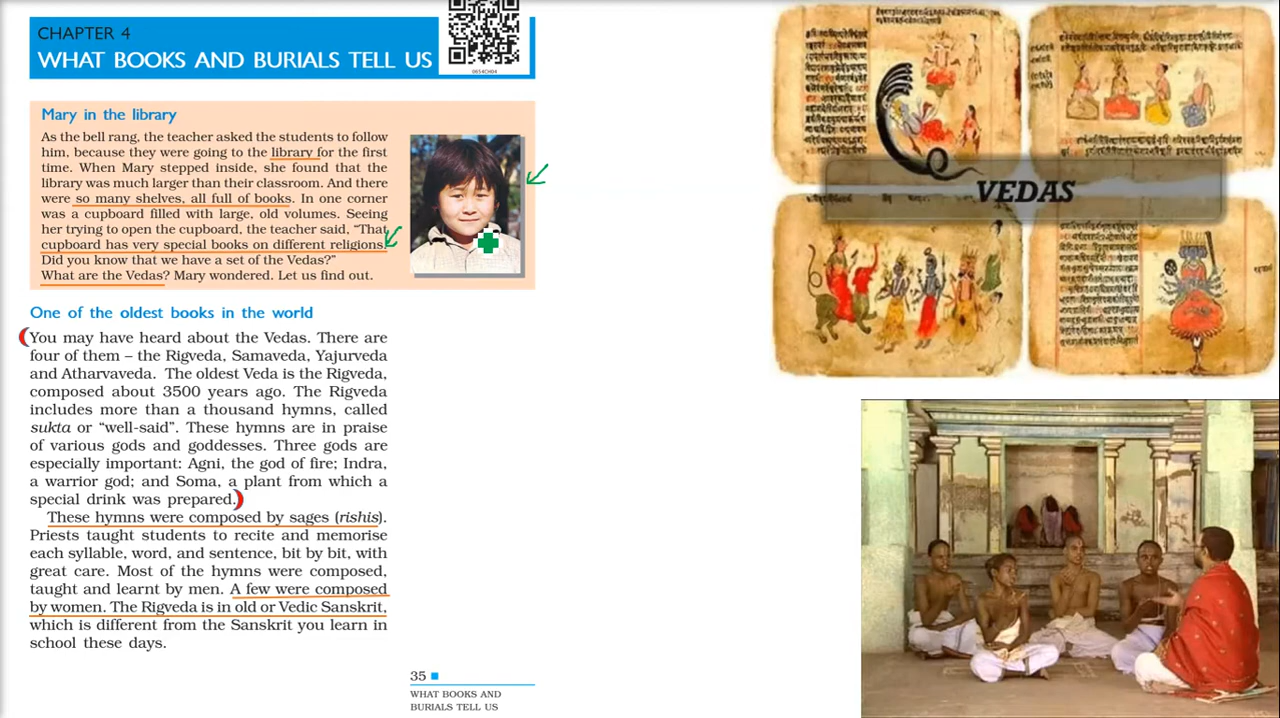 CHAPTER 4
WHAT BOOKS AND BURIALS TELL US
0654CH04
Mary in the library
As the bell rang, the teacher asked the students to follow
him, because they were going to the library for the first
time. When Mary stepped inside, she found that the
library was much larger than their classroom. And there
were so many shelves, all full of books. In one corner
was a cupboard filled with large, old volumes. Seeing
her trying to open the cupboard, the teacher said, “That
cupboard has very special books on different religions.
Did you know that we have a set of the Vedas?”
What are the Vedas? Mary wondered. Let us find out.
One of the oldest books in the world
You may have heard about the Vedas. There are
four of them – the Rigveda, Samaveda, Yajurveda
and Atharvaveda. The oldest Veda is the Rigveda,
composed about 3500 years ago. The Rigveda
includes more than a thousand hymns, called
sukta or “well-said”. These hymns are in praise
of various gods and goddesses. Three gods are
especially important: Agni, the god of fire; Indra,
a warrior god; and Soma, a plant from which a
special drink was prepared.
These hymns were composed by sages (rishis).
Priests taught students to recite and memorise
each syllable, word, and sentence, bit by bit, with
great care. Most of the hymns were composed,
taught and learnt by men. A few were composed
by women. The Rigveda is in old or Vedic Sanskrit,
which is different from the Sanskrit you learn in
school these days.
35
WHAT BOOKS AND
BURIALS TELL US
VEDAS